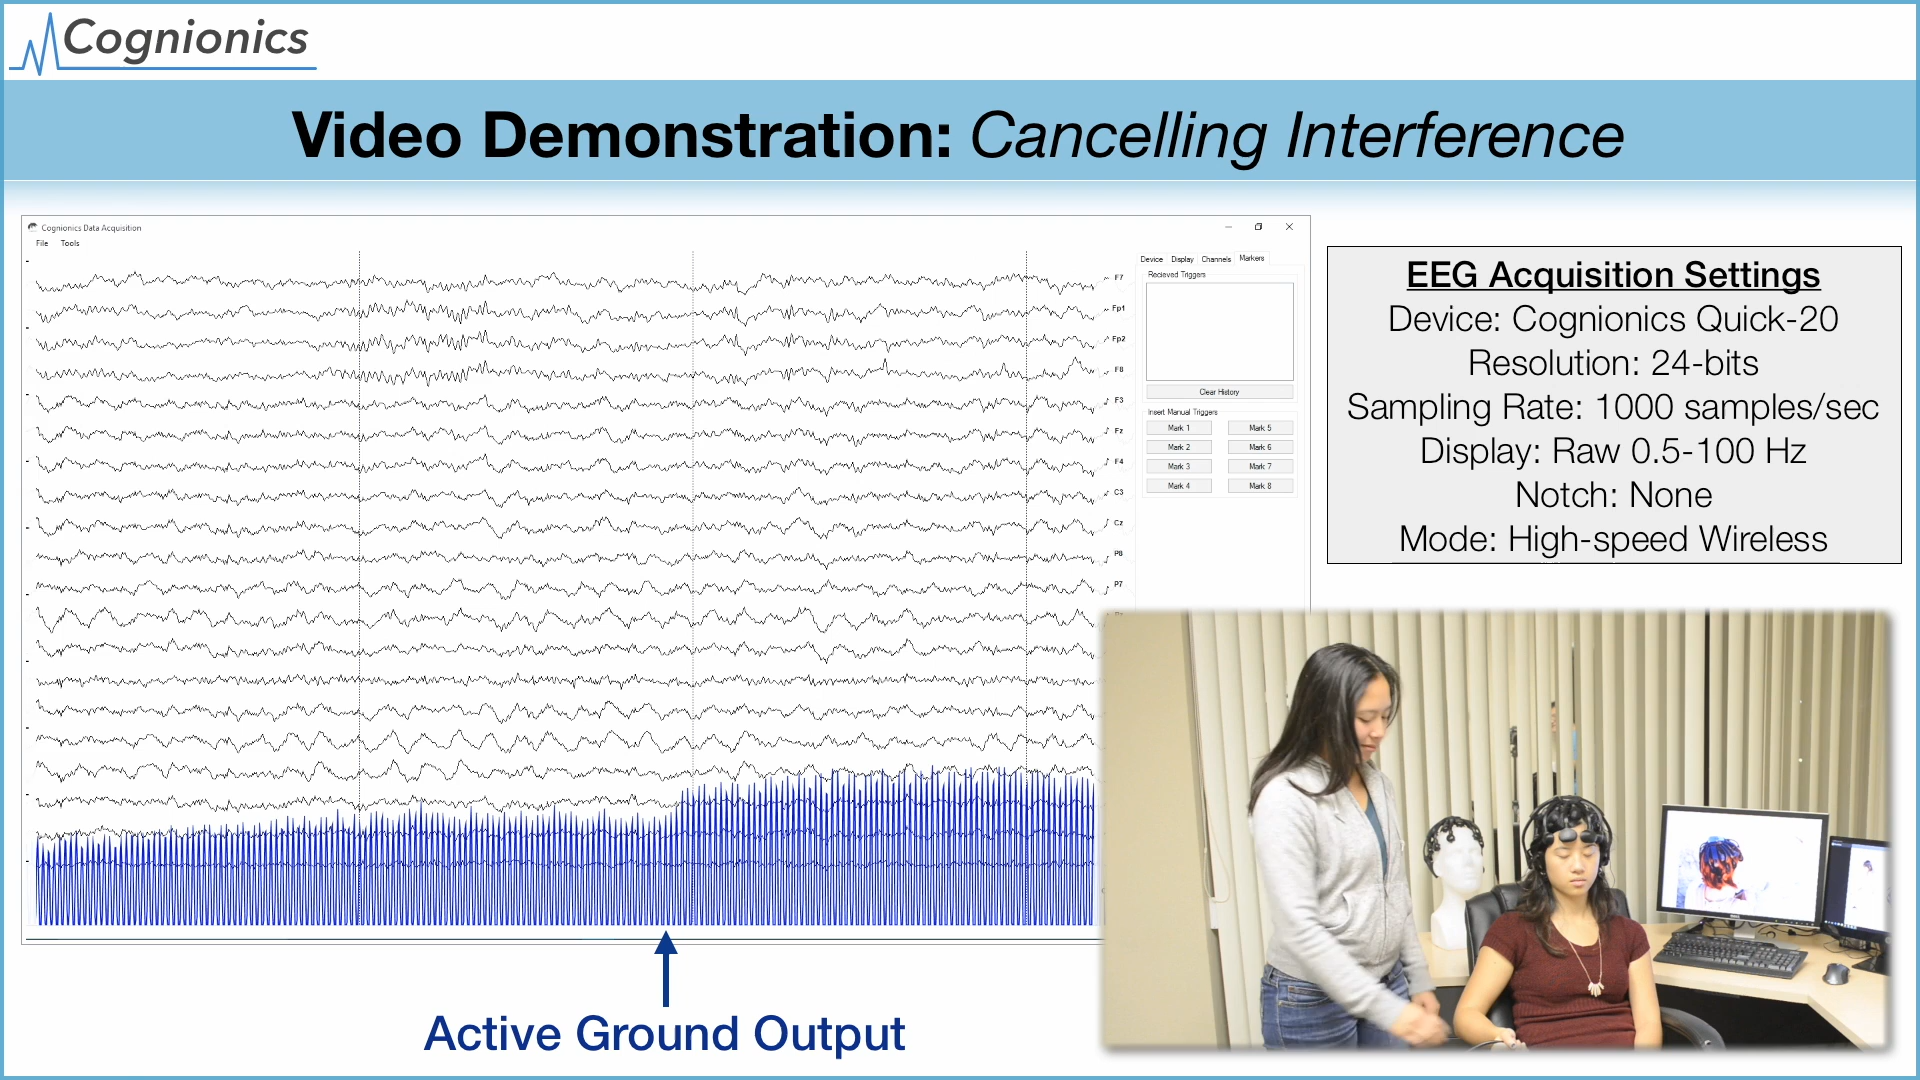 Cognionics
Video Demonstration: Cancelling Interference
Cognionics Data Acquisition
File Tools
Device Display Channels Markers
Recieved Triggers
Clear History
Insert Manual Triggers
Mark 1 Mark 5
Mark 2 Mark 6
Mark 3 Mark 7
Mark 4 Mark 8
F7
Fp1
Fp2
F8
F3
Fz
F4
C3
Cz
P8
P7
EEG Acquisition Settings
Device: Cognionics Quick-20
Resolution: 24-bits
Sampling Rate: 1000 samples/sec
Display: Raw 0.5-100 Hz
Notch: None
Mode: High-speed Wireless
Active Ground Output